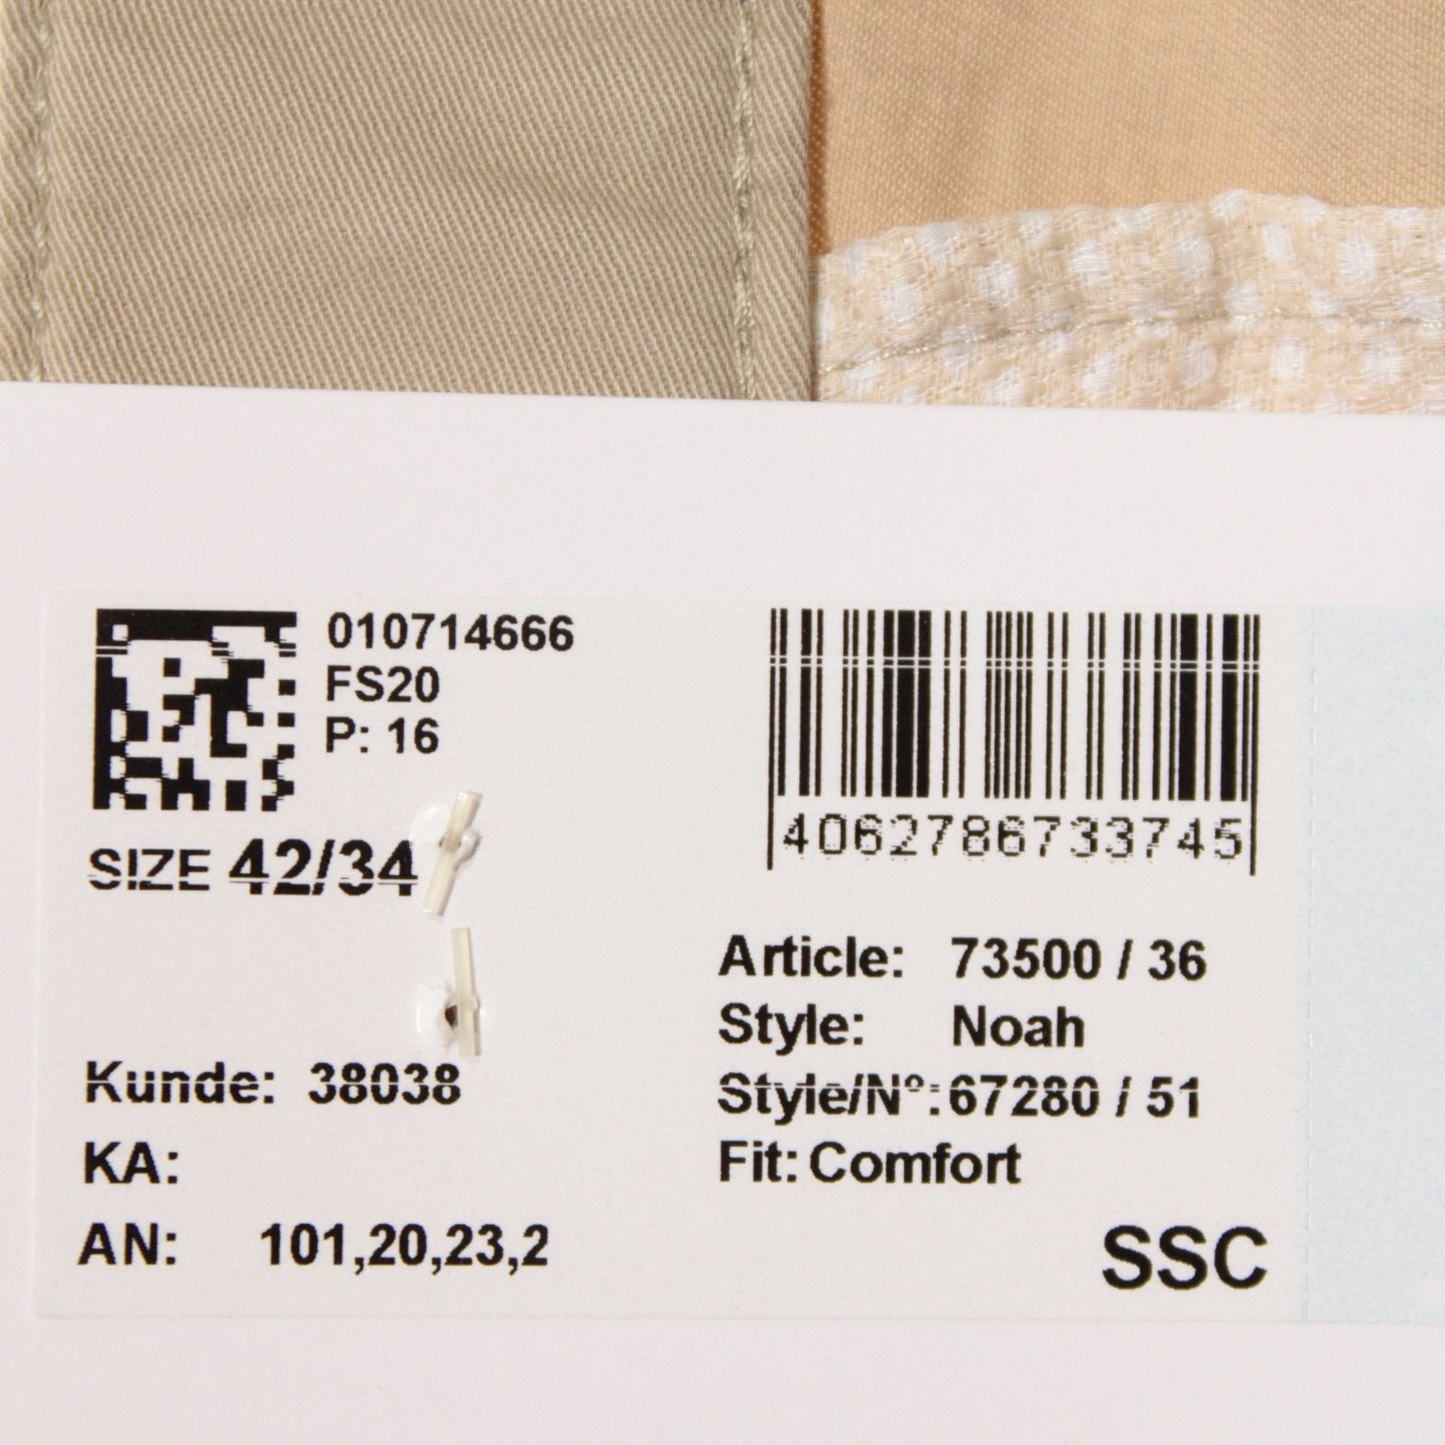 010714666
FS20
P: 16
SIZE 42/34
Kunde: 38038
KA:
AN: 101,20,23,2
4062786733745
Article: 73500 / 36
Style: Noah
Style/N°: 67280 / 51
Fit: Comfort
SSC